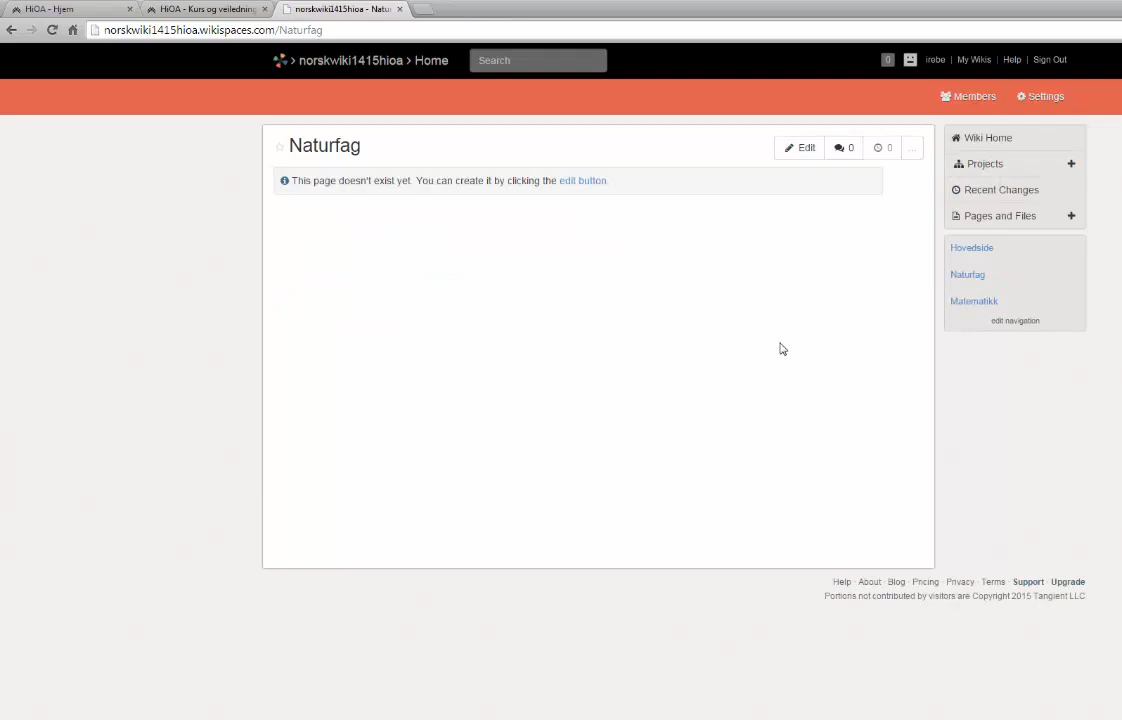 HiOA - Hjem
HiOA - Kurs og veiledning
norskwiki1415hioa - Natur
norskwiki1415hioa.wikispaces.com/Naturfag
norskwiki1415hioa › Home
Search
0
irebe | My Wikis | Help | Sign Out
Members
Settings
Naturfag
Edit
0
0
...
This page doesn't exist yet. You can create it by clicking the edit button.
Wiki Home
Projects
Recent Changes
Pages and Files
Hovedside
Naturfag
Matematikk
edit navigation
Help · About · Blog · Pricing · Privacy · Terms · Support · Upgrade
Portions not contributed by visitors are Copyright 2015 Tangient LLC